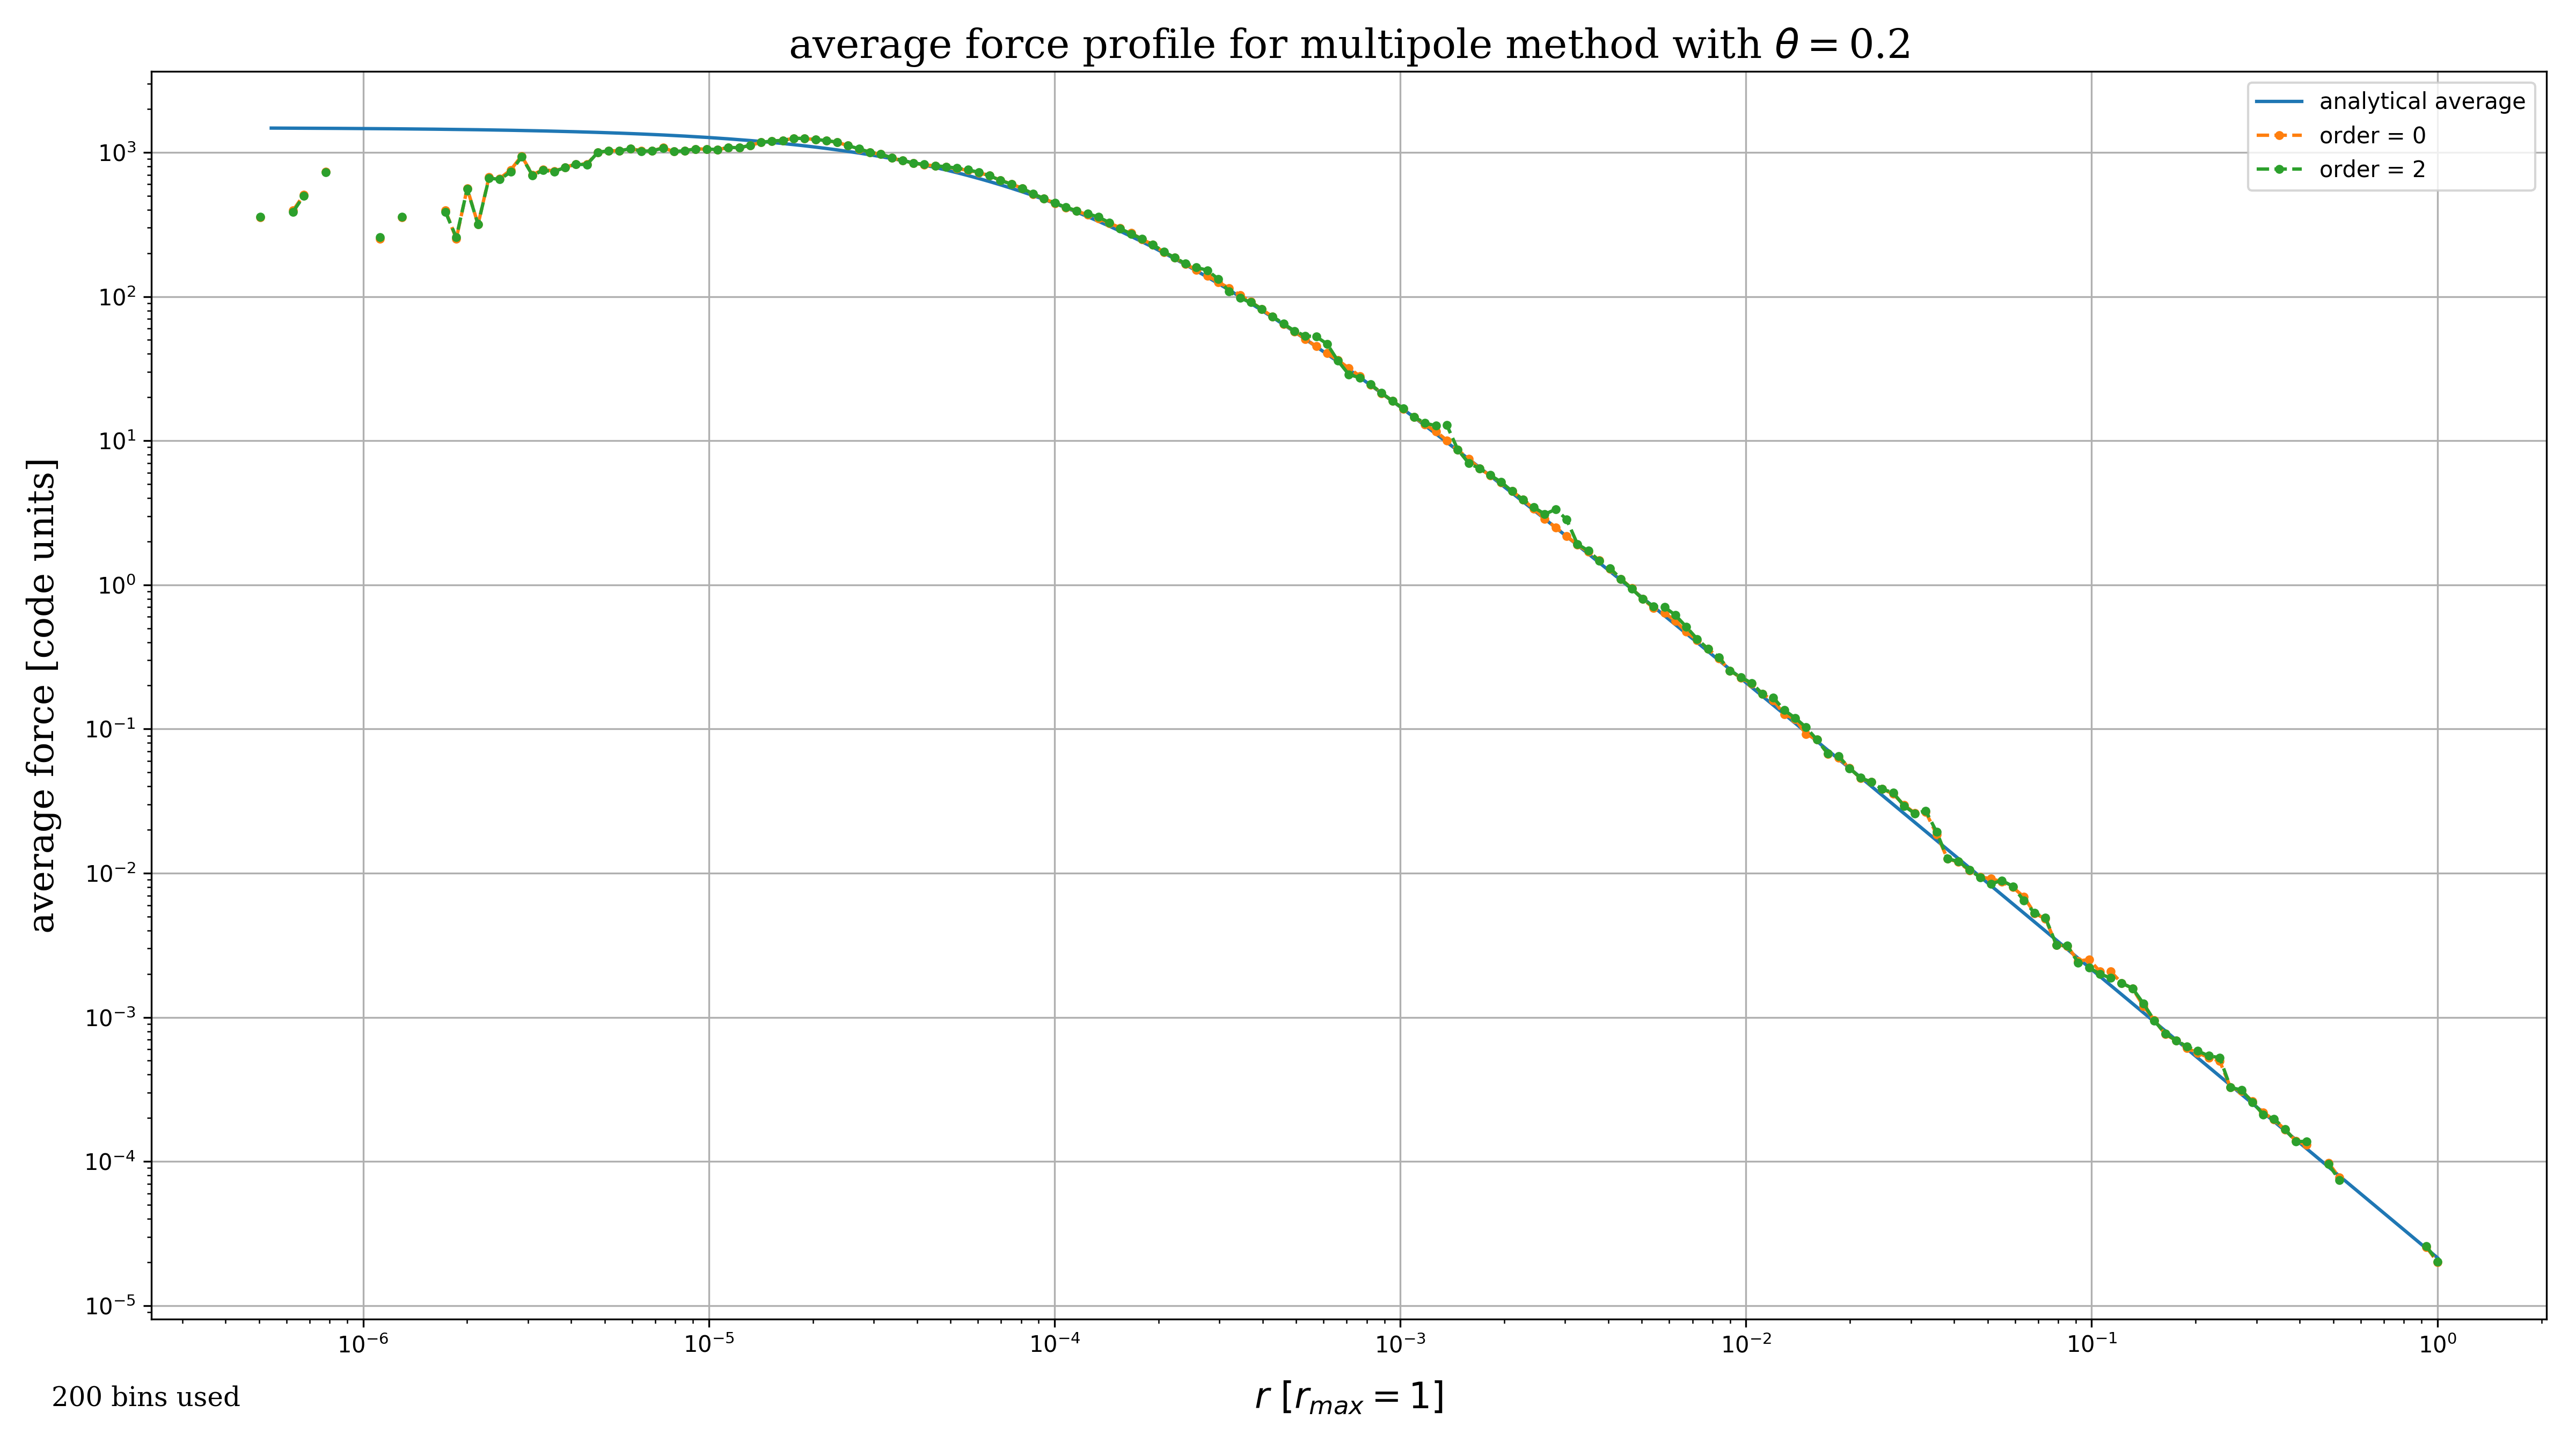 average force profile for multipole method with θ = 0.2
analytical average
order = 0
order = 2
average force [code units]
10³
10²
10¹
10⁰
10⁻¹
10⁻²
10⁻³
10⁻⁴
10⁻⁵
10⁻⁶
10⁻⁵
10⁻⁴
10⁻³
10⁻²
10⁻¹
10⁰
r [rₘₐₓ = 1]
200 bins used